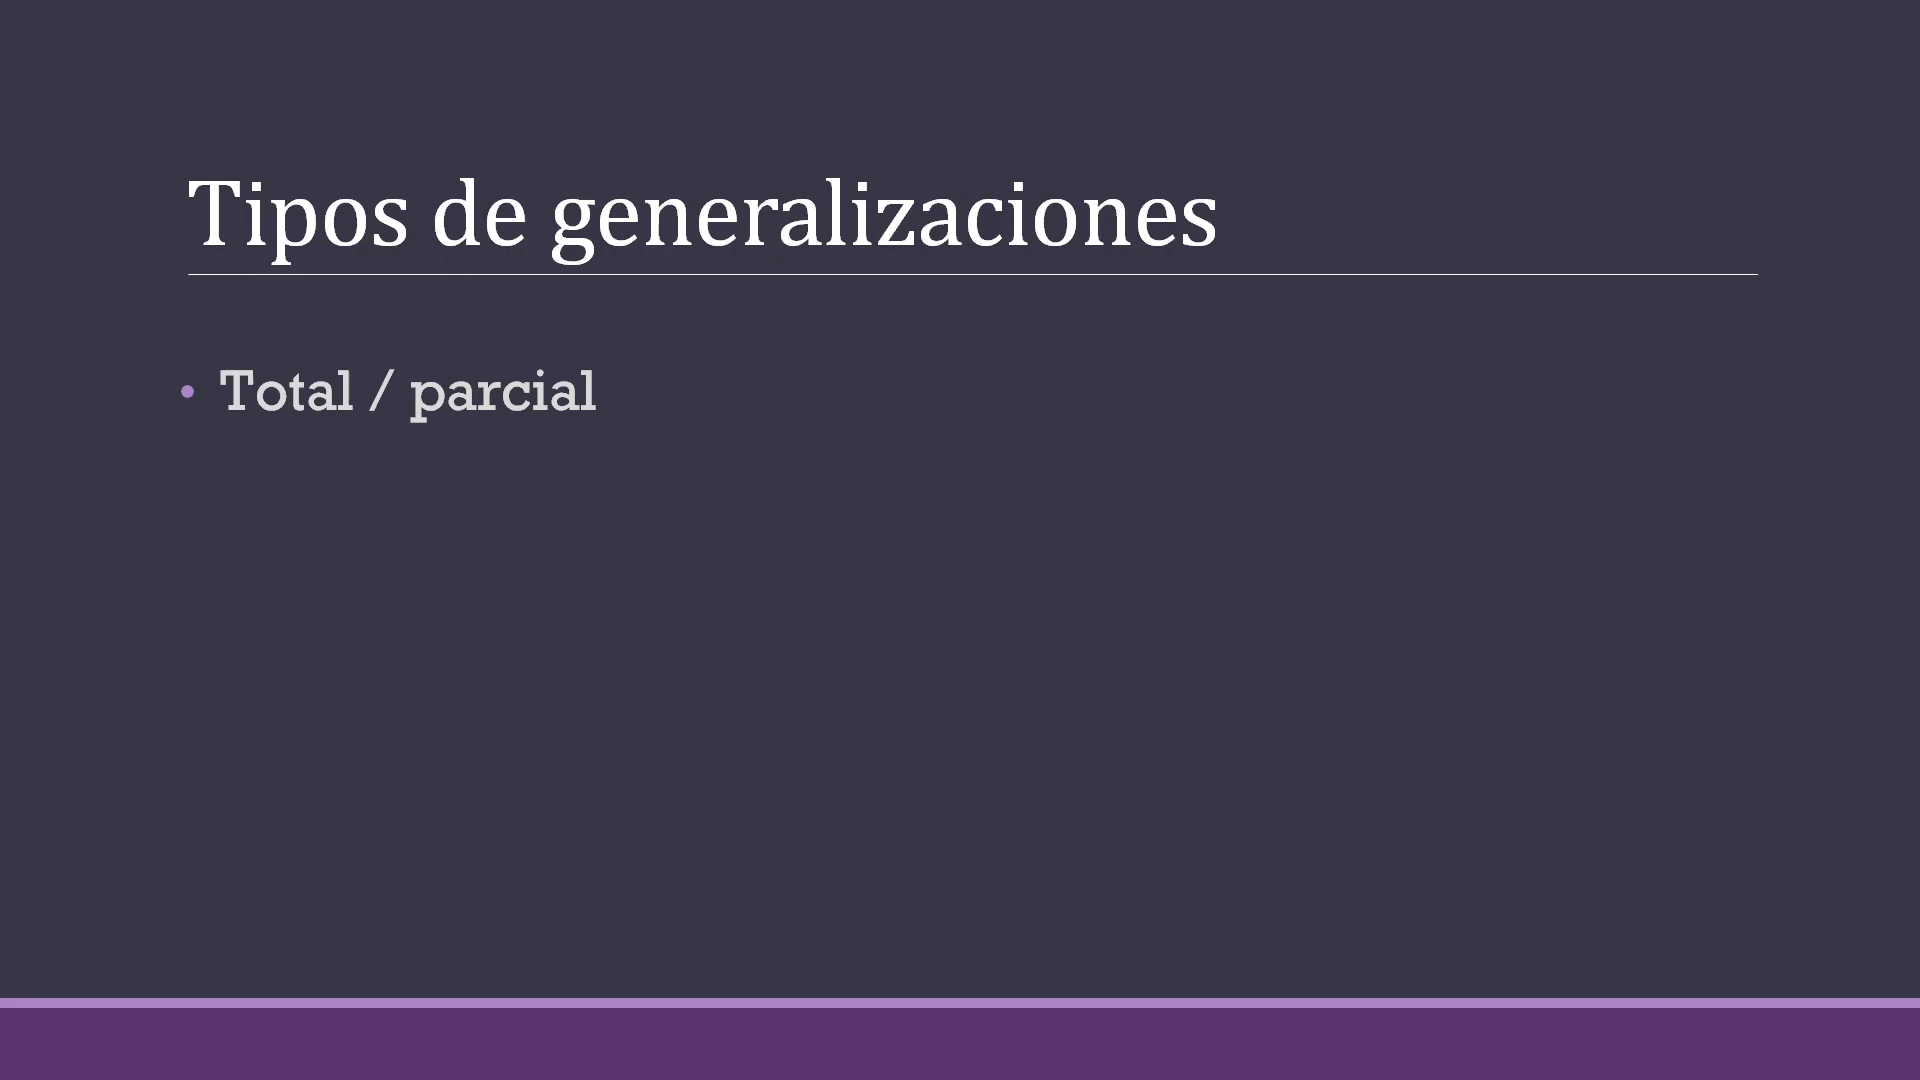 Tipos de generalizaciones
• Total / parcial